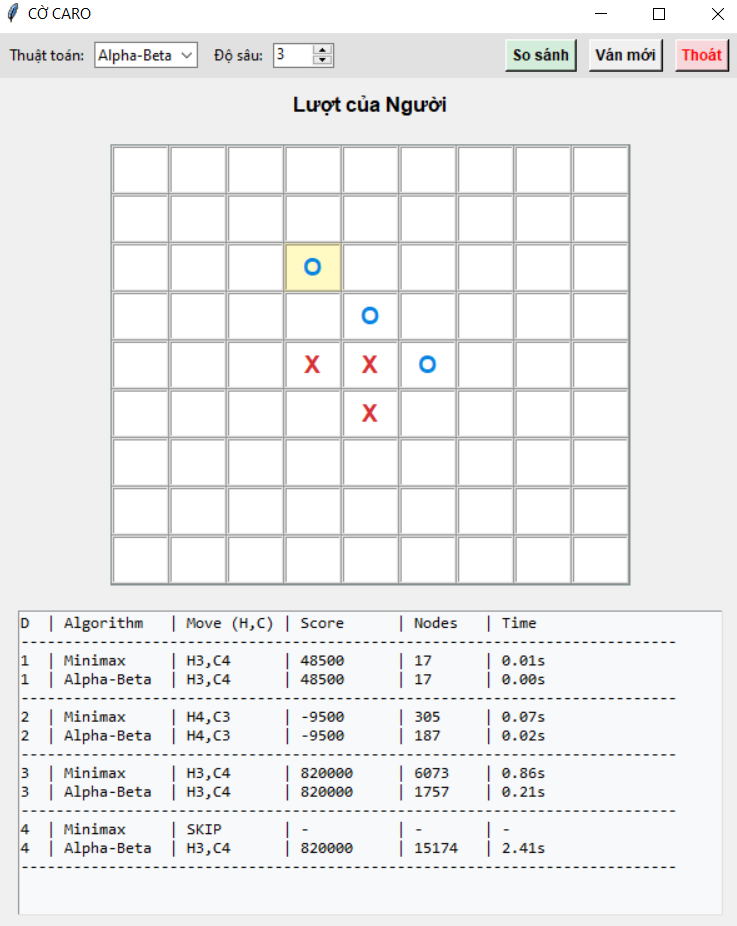 CỜ CARO
Thuật toán: Alpha-Beta Độ sâu: 3 So sánh Ván mới Thoát
Lượt của Người
O
O
X X O
X
D | Algorithm | Move (H,C) | Score | Nodes | Time
-----------------------------------------------------------------------
1 | Minimax | H3,C4 | 48500 | 17 | 0.01s
1 | Alpha-Beta | H3,C4 | 48500 | 17 | 0.00s
-----------------------------------------------------------------------
2 | Minimax | H4,C3 | -9500 | 305 | 0.07s
2 | Alpha-Beta | H4,C3 | -9500 | 187 | 0.02s
-----------------------------------------------------------------------
3 | Minimax | H3,C4 | 820000 | 6073 | 0.86s
3 | Alpha-Beta | H3,C4 | 820000 | 1757 | 0.21s
-----------------------------------------------------------------------
4 | Minimax | SKIP | - | - | -
4 | Alpha-Beta | H3,C4 | 820000 | 15174 | 2.41s
-----------------------------------------------------------------------